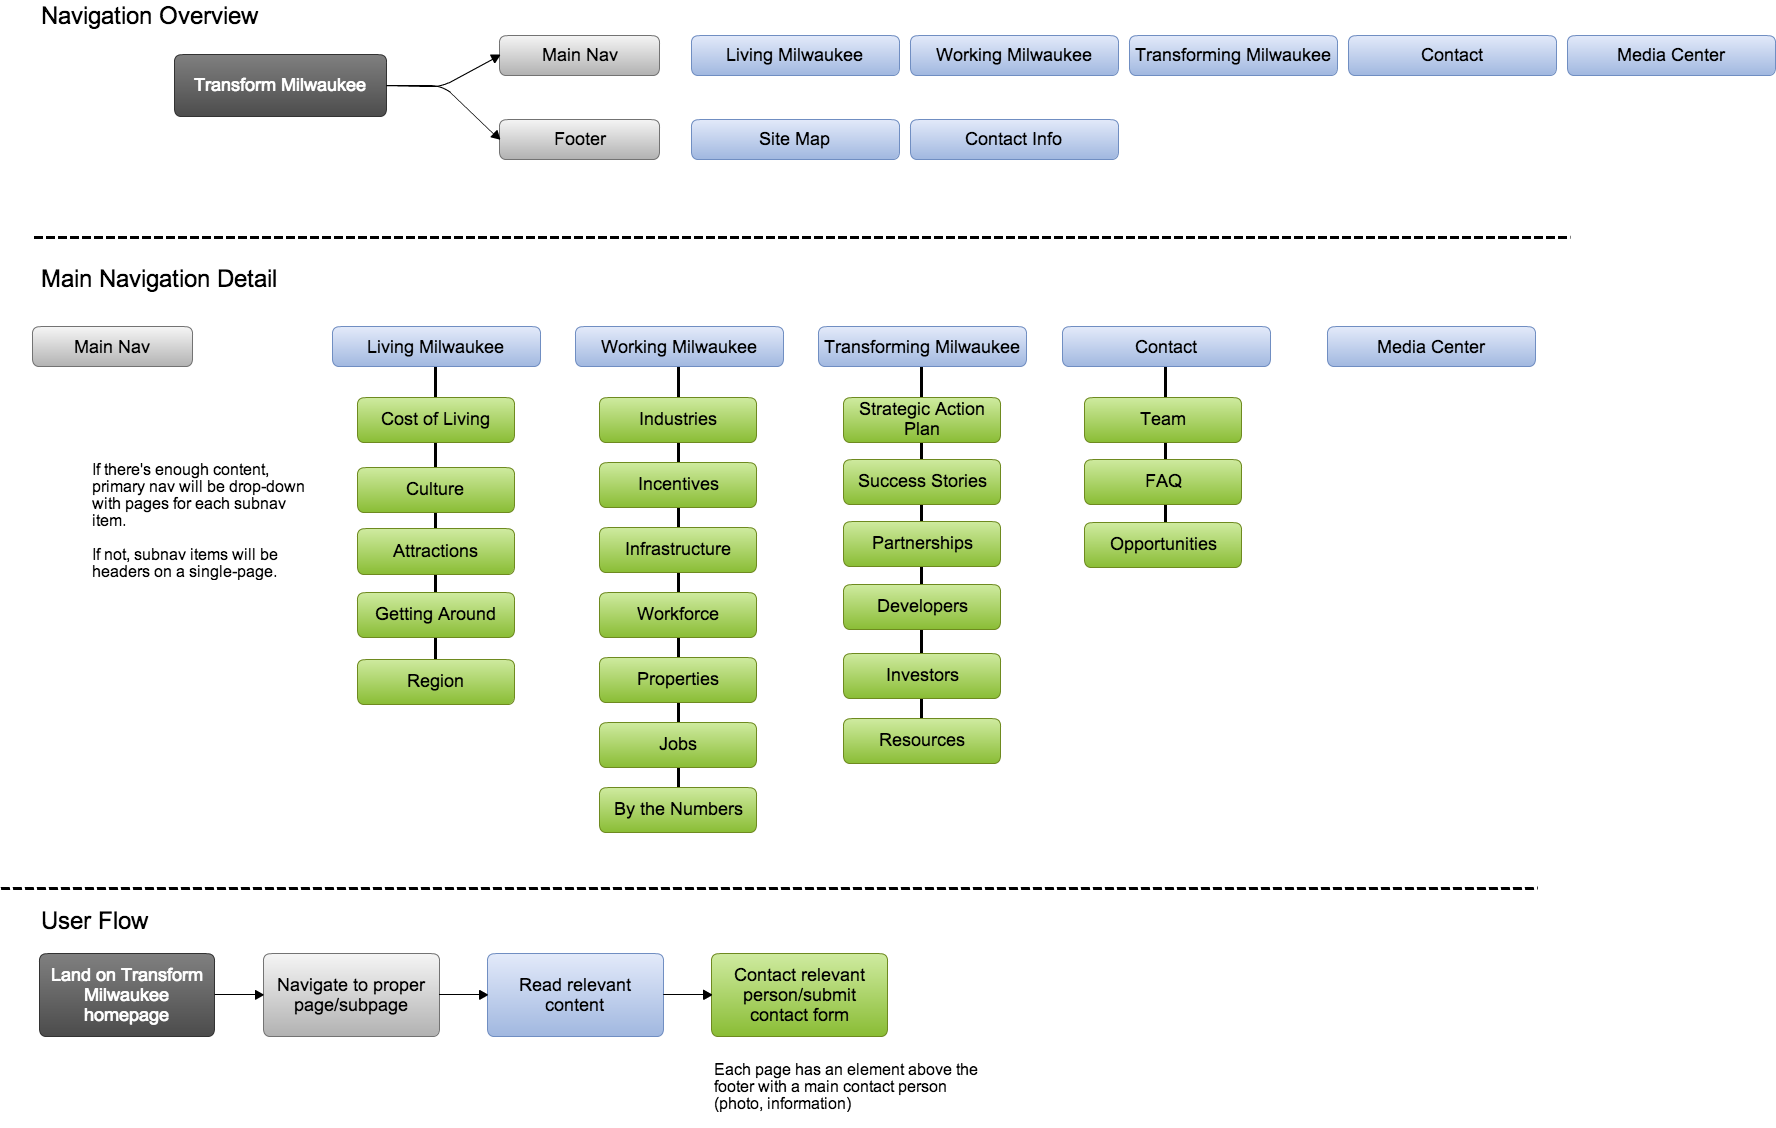 Navigation Overview
Transform Milwaukee
Main Nav
Living Milwaukee
Working Milwaukee
Transforming Milwaukee
Contact
Media Center
Footer
Site Map
Contact Info
Main Navigation Detail
Main Nav
If there's enough content,
primary nav will be drop-down
with pages for each subnav
item.
If not, subnav items will be
headers on a single-page.
Living Milwaukee
Cost of Living
Culture
Attractions
Getting Around
Region
Working Milwaukee
Industries
Incentives
Infrastructure
Workforce
Properties
Jobs
By the Numbers
Transforming Milwaukee
Strategic Action
Plan
Success Stories
Partnerships
Developers
Investors
Resources
Contact
Team
FAQ
Opportunities
Media Center
User Flow
Land on Transform
Milwaukee
homepage
Navigate to proper
page/subpage
Read relevant
content
Contact relevant
person/submit
contact form
Each page has an element above the
footer with a main contact person
(photo, information)